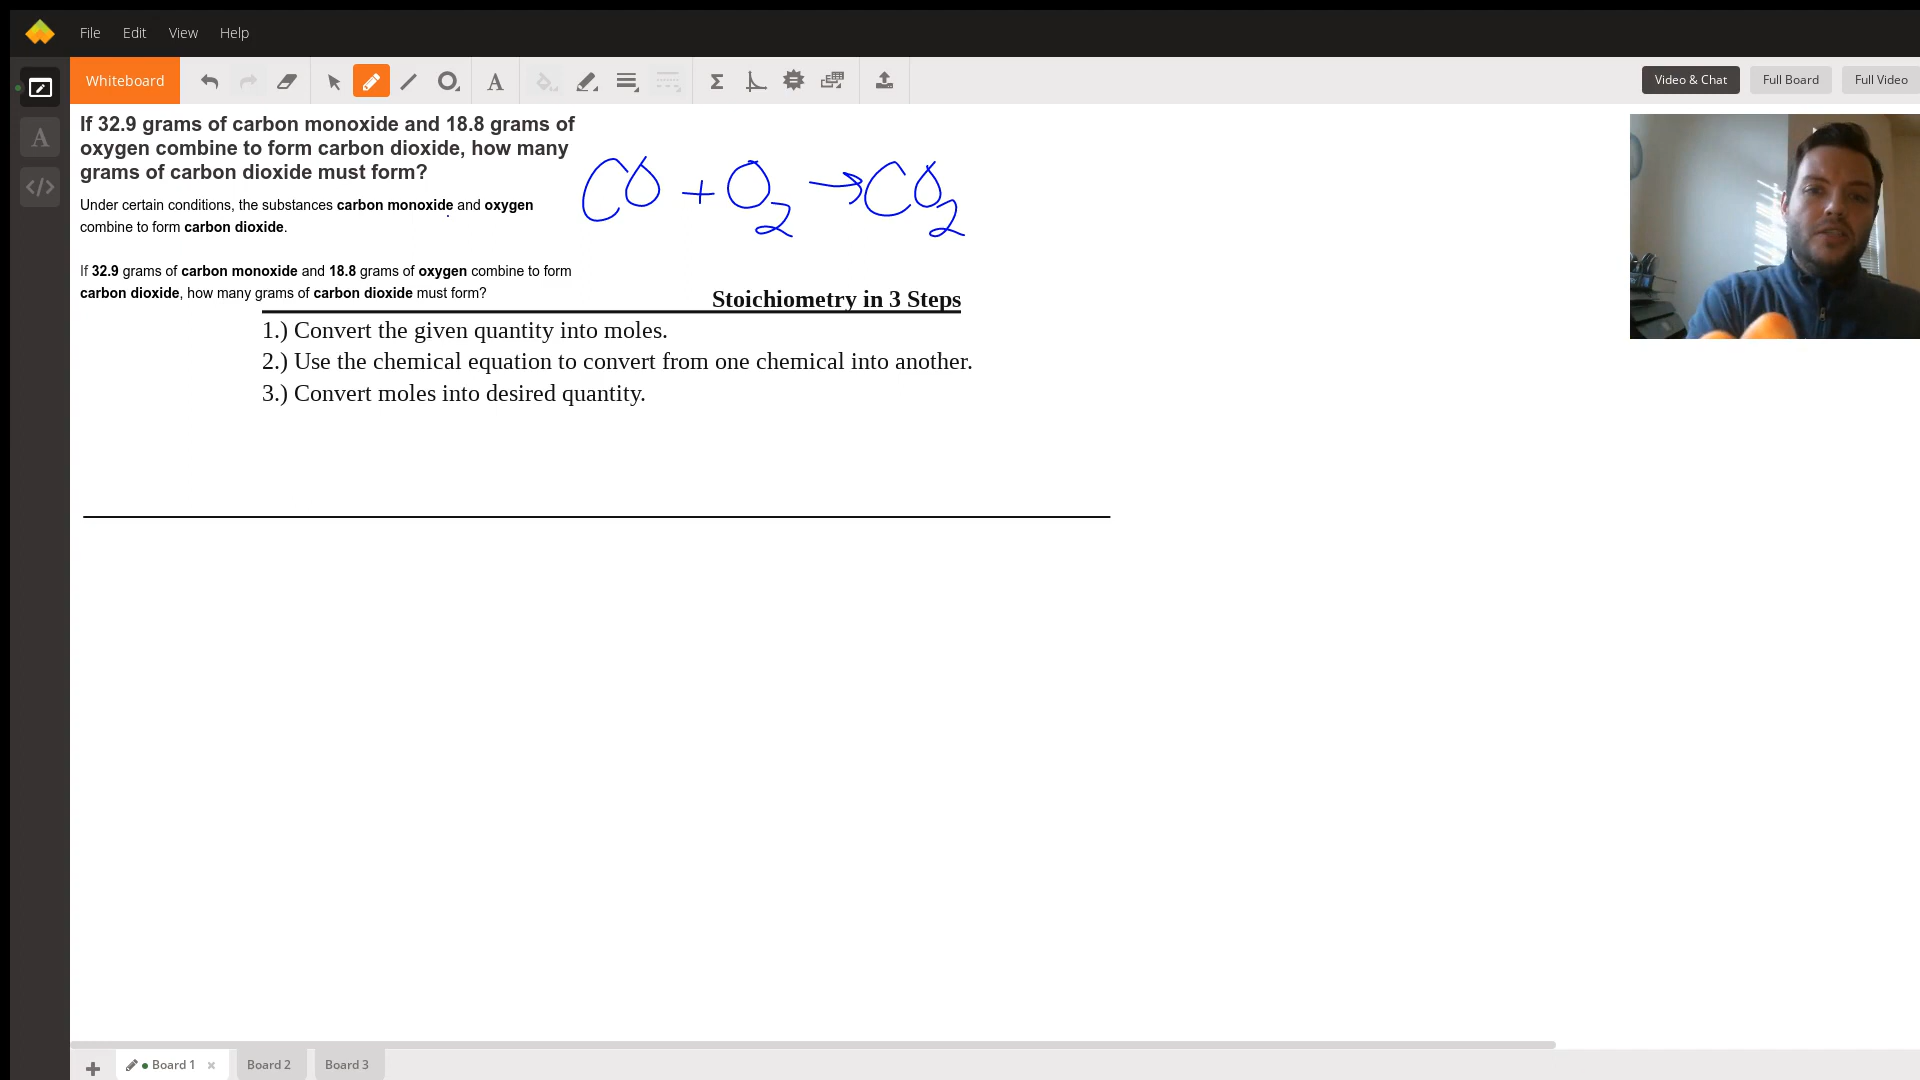 File Edit View Help
Whiteboard
A
Σ
Video & Chat
Full Board
Full Video
A
</>
If 32.9 grams of carbon monoxide and 18.8 grams of
oxygen combine to form carbon dioxide, how many
grams of carbon dioxide must form?
CO + O2 → CO2
Under certain conditions, the substances carbon monoxide and oxygen
combine to form carbon dioxide.
If 32.9 grams of carbon monoxide and 18.8 grams of oxygen combine to form
carbon dioxide, how many grams of carbon dioxide must form?
Stoichiometry in 3 Steps
1.) Convert the given quantity into moles.
2.) Use the chemical equation to convert from one chemical into another.
3.) Convert moles into desired quantity.
Board 1
Board 2
Board 3